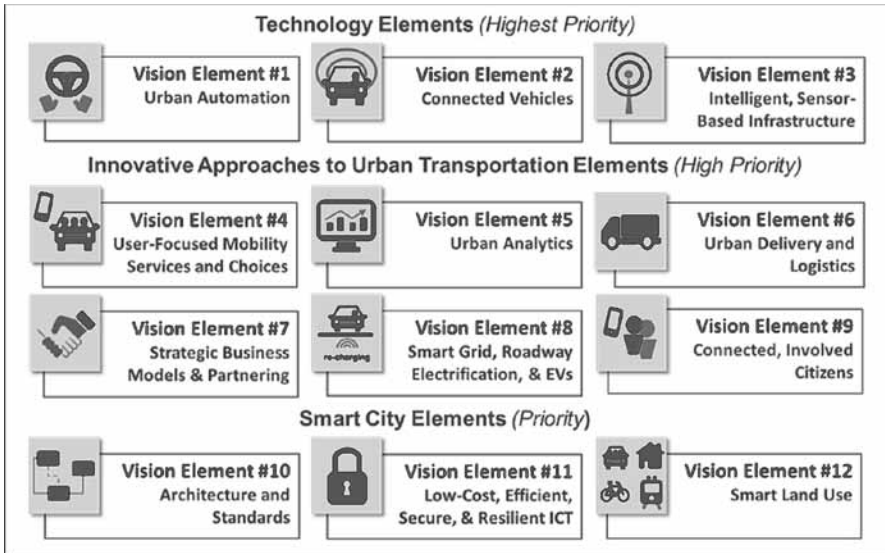 Technology Elements (Highest Priority)
Vision Element #1
Urban Automation
Vision Element #2
Connected Vehicles
Vision Element #3
Intelligent, Sensor-
Based Infrastructure
Innovative Approaches to Urban Transportation Elements (High Priority)
Vision Element #4
User-Focused Mobility
Services and Choices
Vision Element #5
Urban Analytics
Vision Element #6
Urban Delivery and
Logistics
Vision Element #7
Strategic Business
Models & Partnering
re-charging
Vision Element #8
Smart Grid, Roadway
Electrification, & EVs
Vision Element #9
Connected, Involved
Citizens
Smart City Elements (Priority)
Vision Element #10
Architecture and
Standards
Vision Element #11
Low-Cost, Efficient,
Secure, & Resilient ICT
Vision Element #12
Smart Land Use